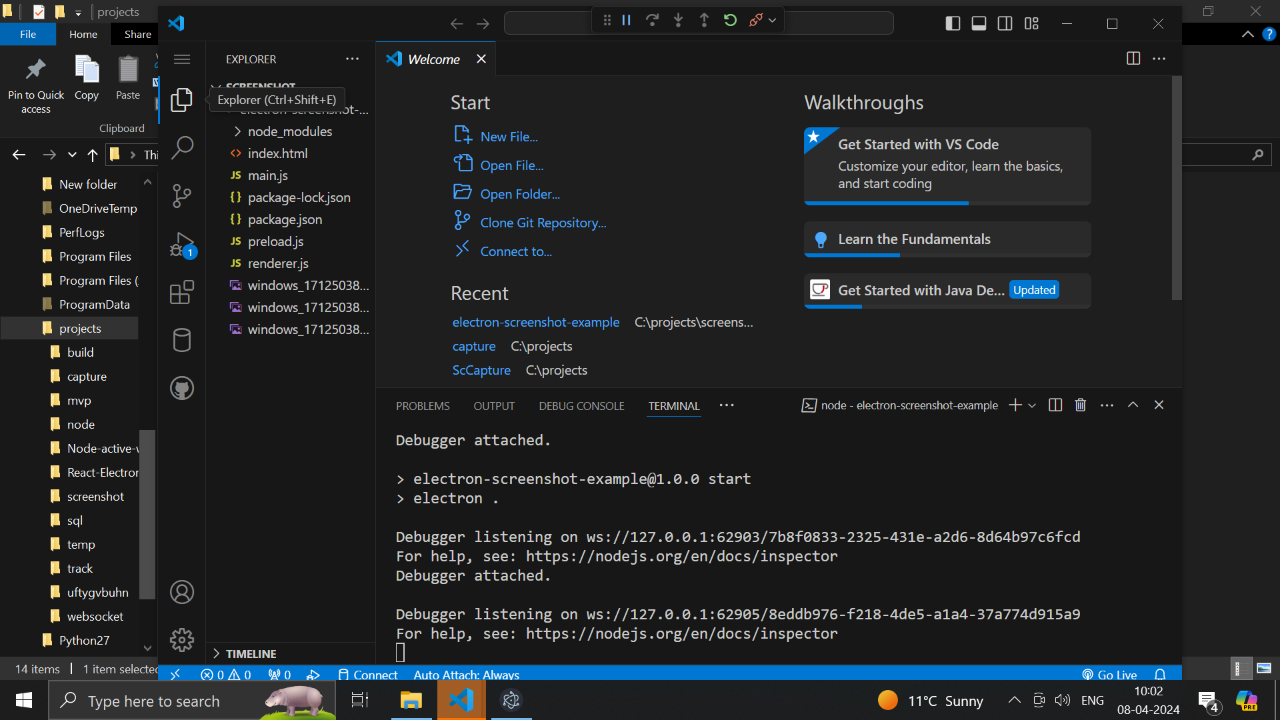 projects
File
Home
Share
Pin to Quick access
Copy
Paste
Clipboard
Thi
New folder
OneDriveTemp
PerfLogs
Program Files
Program Files (
ProgramData
projects
build
capture
mvp
node
Node-active-v
React-Electron
screenshot
sql
temp
track
uftygvbuhn
websocket
Python27
14 items
1 item selected
EXPLORER
SCREENSHOT
Explorer (Ctrl+Shift+E)
electron-screenshot-...
node_modules
index.html
main.js
package-lock.json
package.json
preload.js
renderer.js
windows_17125038...
windows_17125038...
windows_17125038...
TIMELINE
1
Welcome
Start
New File...
Open File...
Open Folder...
Clone Git Repository...
Connect to...
Recent
electron-screenshot-example C:\projects\screens...
capture C:\projects
ScCapture C:\projects
Walkthroughs
Get Started with VS Code
Customize your editor, learn the basics,
and start coding
Learn the Fundamentals
Get Started with Java De... Updated
PROBLEMS OUTPUT DEBUG CONSOLE TERMINAL
node - electron-screenshot-example
Debugger attached.
> electron-screenshot-example@1.0.0 start
> electron .
Debugger listening on ws://127.0.0.1:62903/7b8f0833-2325-431e-a2d6-8d64b97c6fcd
For help, see: https://nodejs.org/en/docs/inspector
Debugger attached.
Debugger listening on ws://127.0.0.1:62905/8eddb976-f218-4de5-a1a4-37a774d915a9
For help, see: https://nodejs.org/en/docs/inspector
0 0 0 Connect Auto Attach: Always Go Live
Type here to search
11°C Sunny
ENG
10:02
08-04-2024
4
PRE